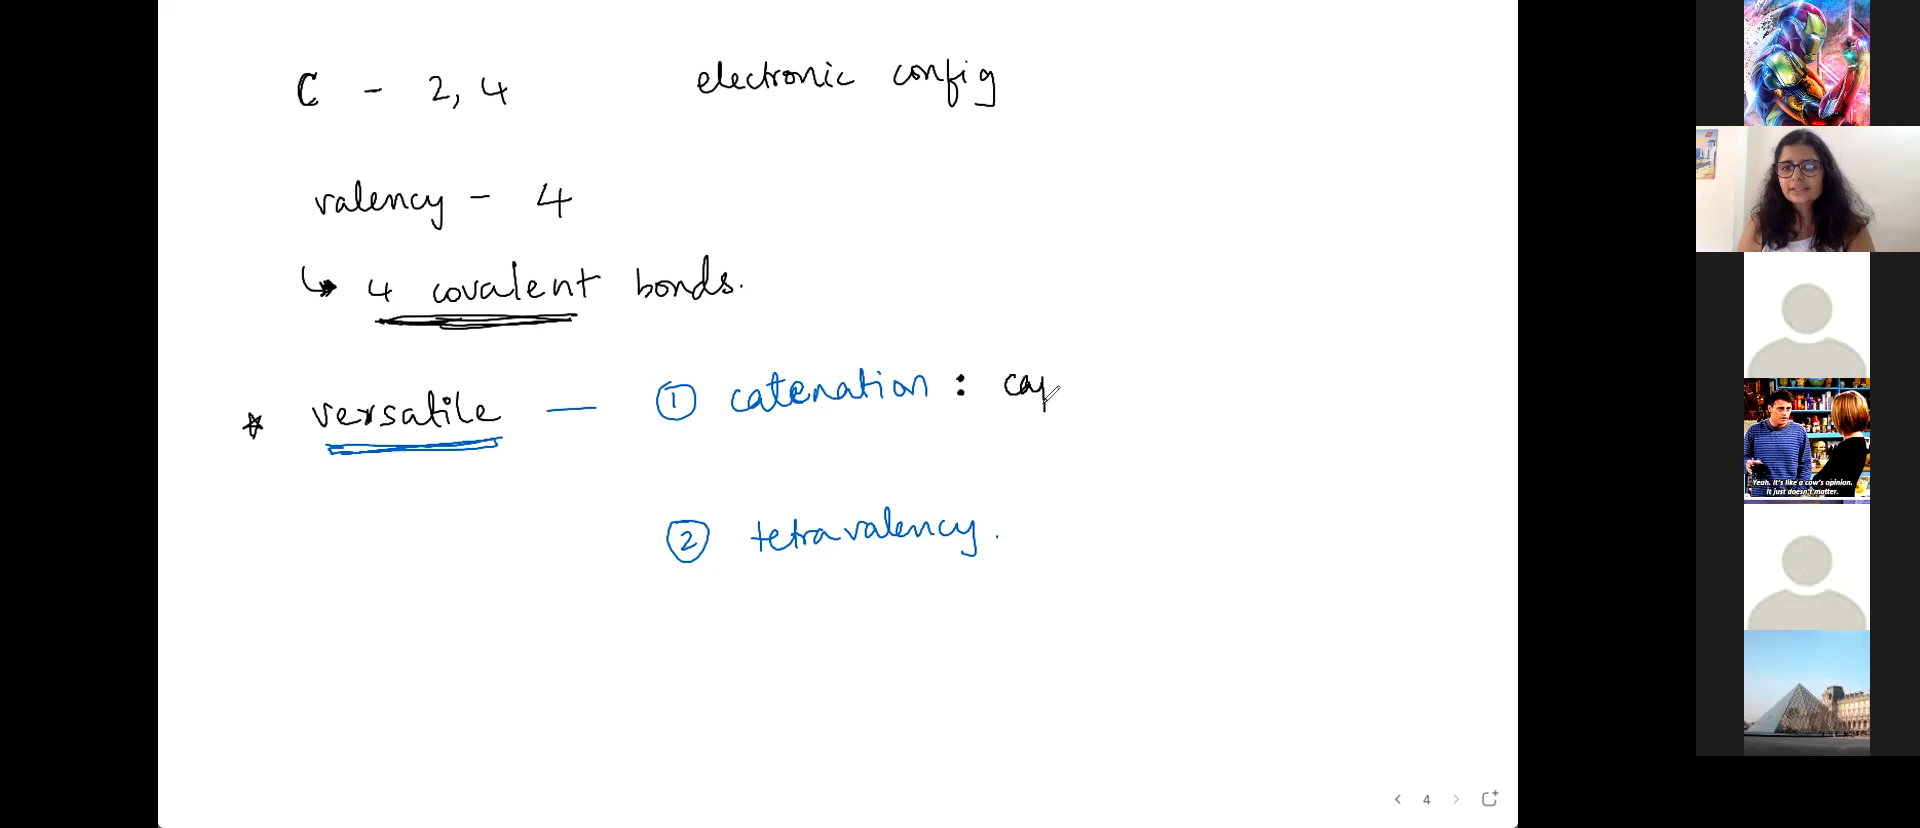 C - 2, 4 electronic config
valency - 4
↳ 4 covalent bonds.
* versatile — ① catenation : cap
② tetravalency.
Yeah. It's like a cow's opinion.
It just doesn't matter.
< 4 >